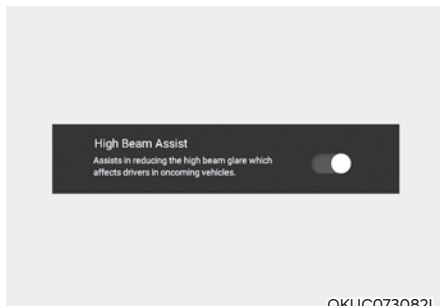 High Beam Assist
Assists in reducing the high beam glare which
affects drivers in oncoming vehicles.
OKUC073082L